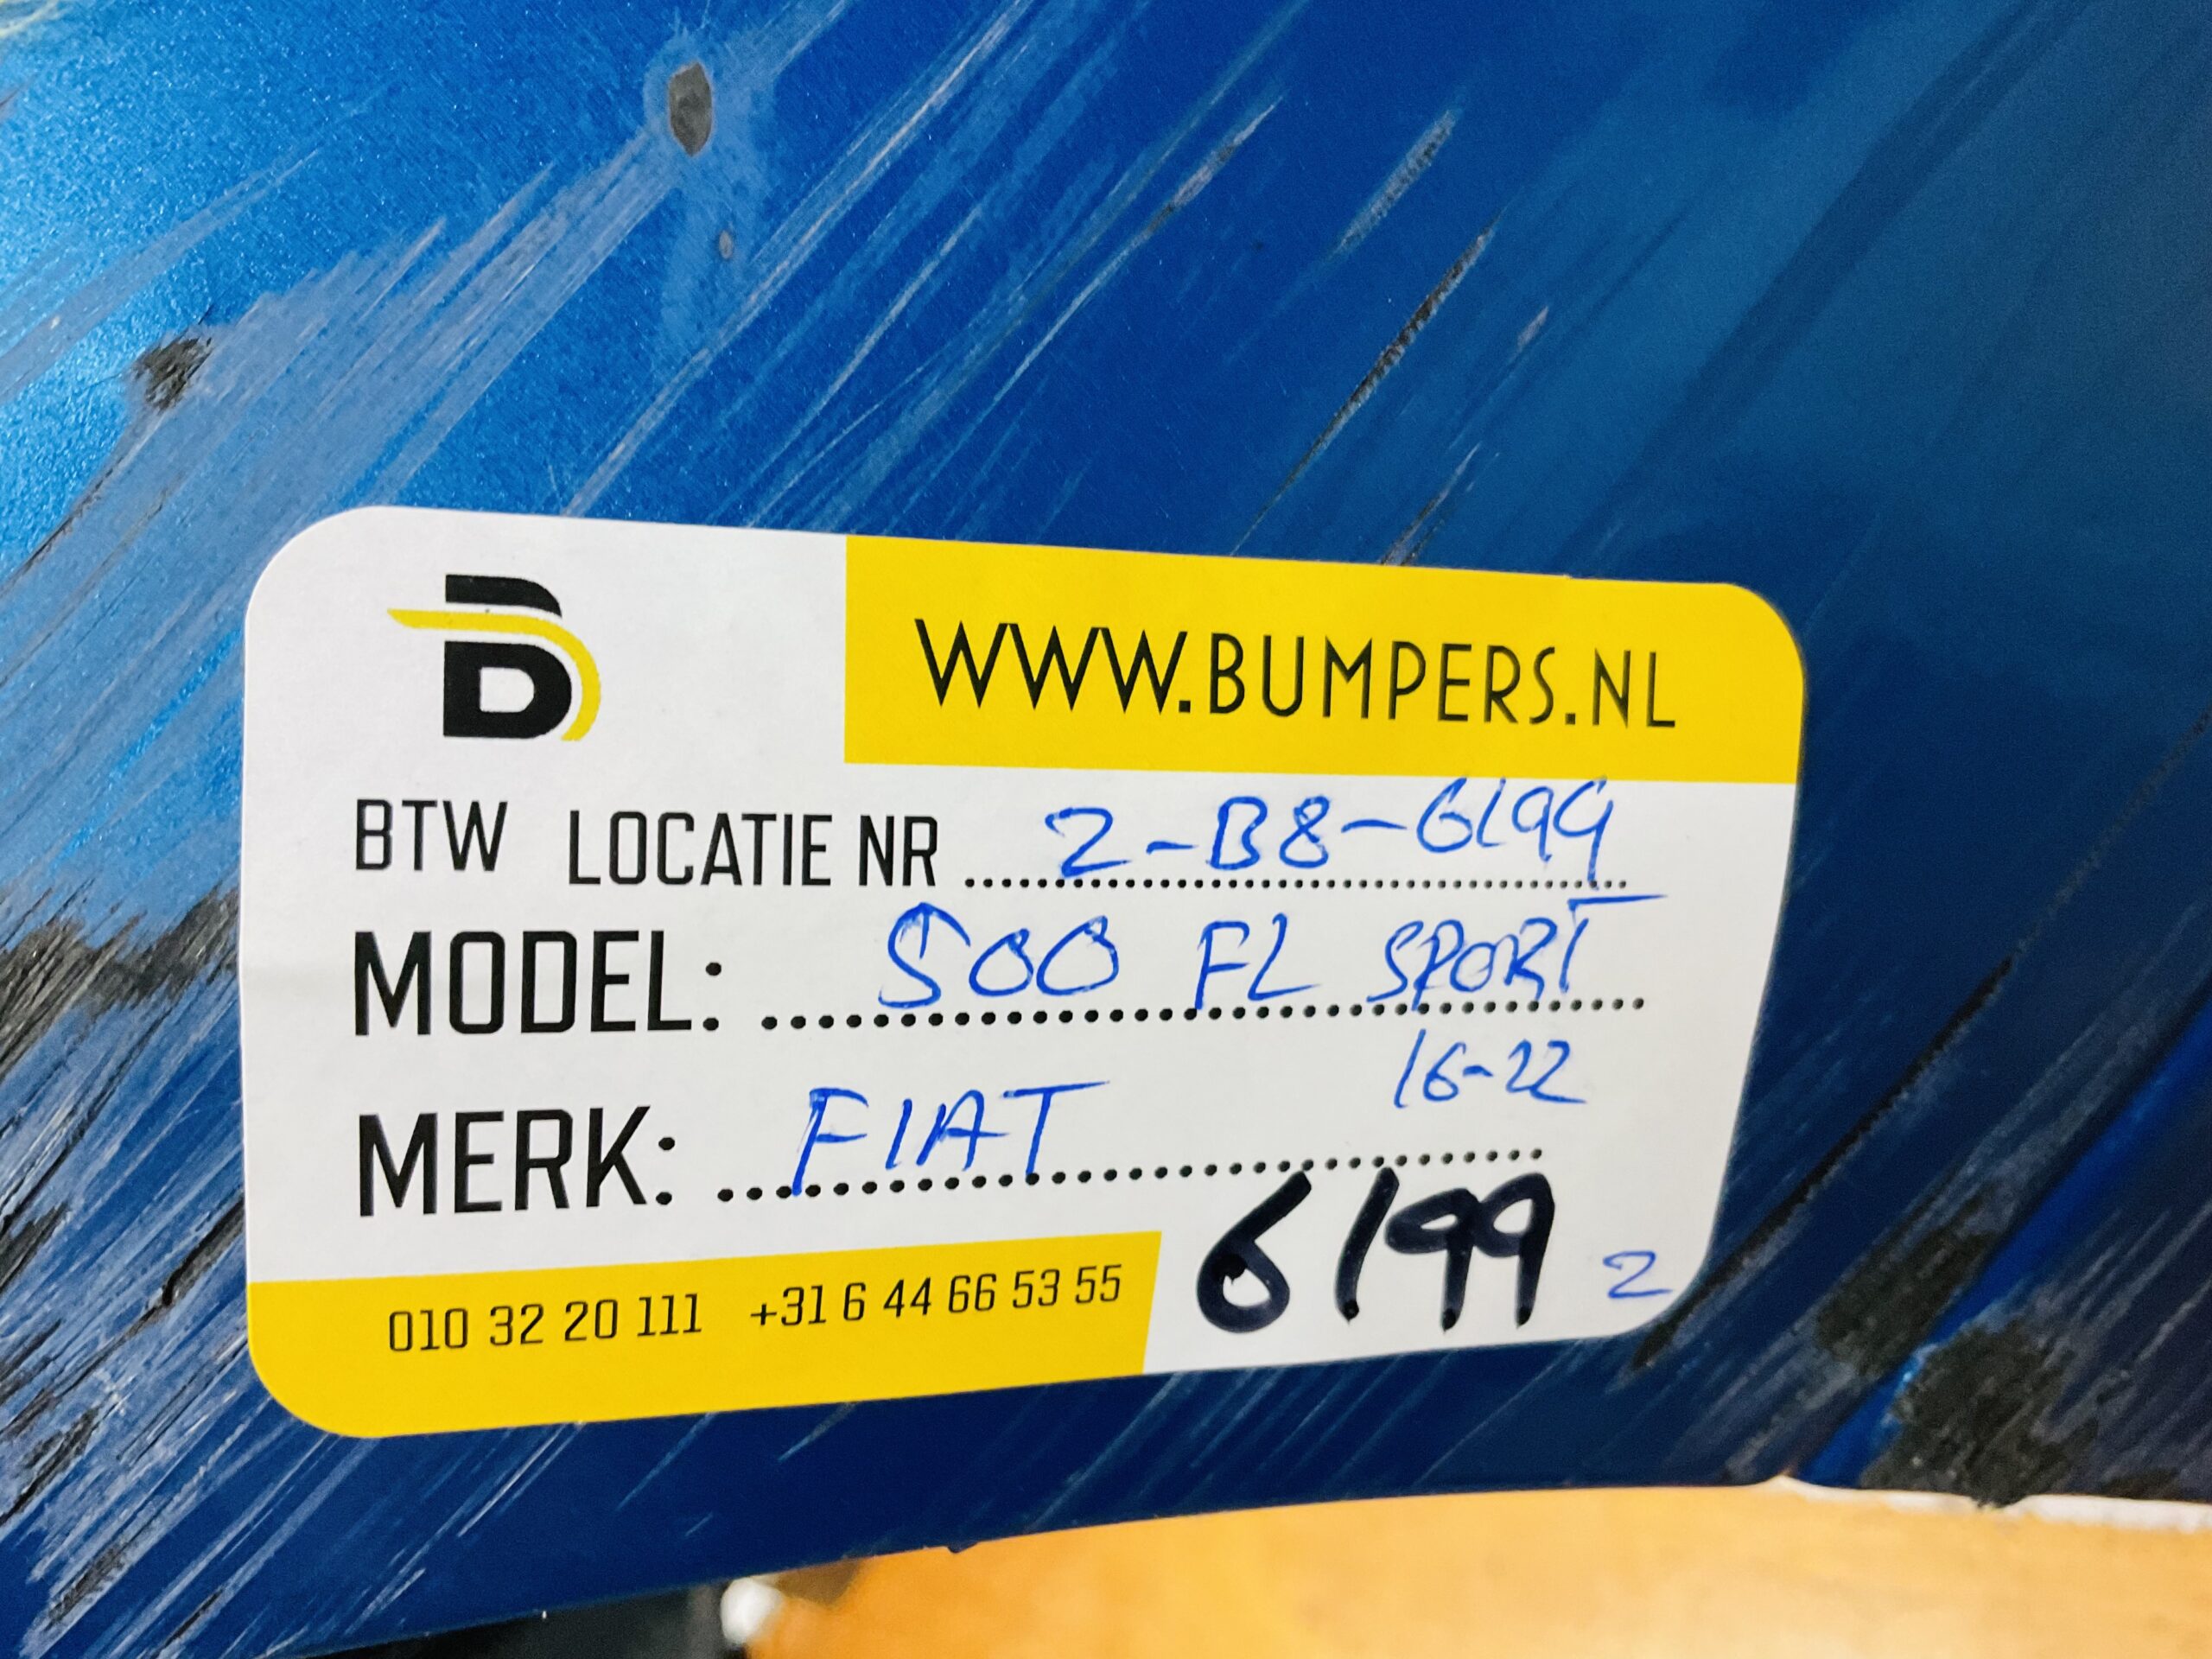 B
WWW.BUMPERS.NL
BTW LOCATIE NR 2-B8-6199
MODEL: 500 FL SPORT
16-22
MERK: FIAT
6199 2
010 32 20 111 +31 6 44 66 53 55